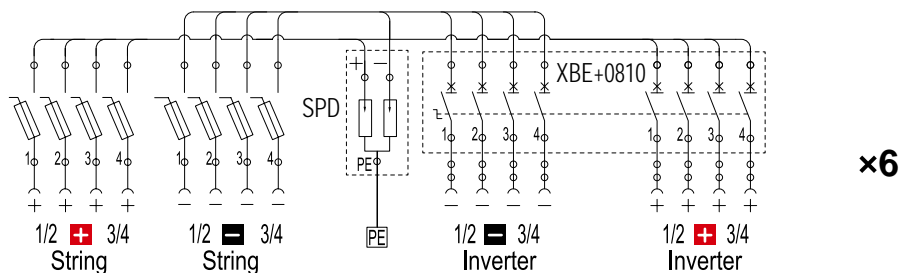 + −
XBE+0810
SPD
1 2 3 4
1 2 3 4
PE
1 2 3 4
1 2 3 4
×6
+ + + +
− − − −
− − − −
+ + + +
1/2 + 3/4
String
1/2 − 3/4
String
PE
1/2 − 3/4
Inverter
1/2 + 3/4
Inverter